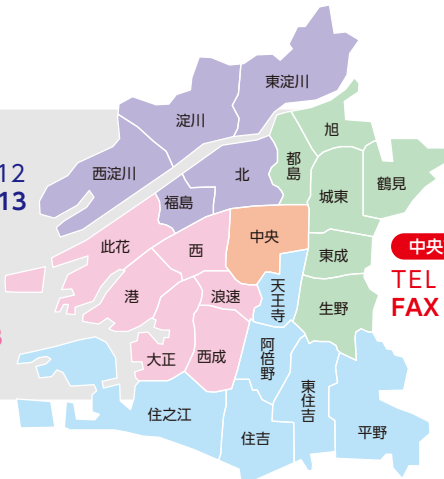 東淀川
淀川
旭
都島
西淀川
北
鶴見
城東
福島
12
13
中央
此花
西
東成
中央
天王寺
港
浪速
生野
TEL
FAX
阿倍野
大正
西成
東住吉
住之江
住吉
平野